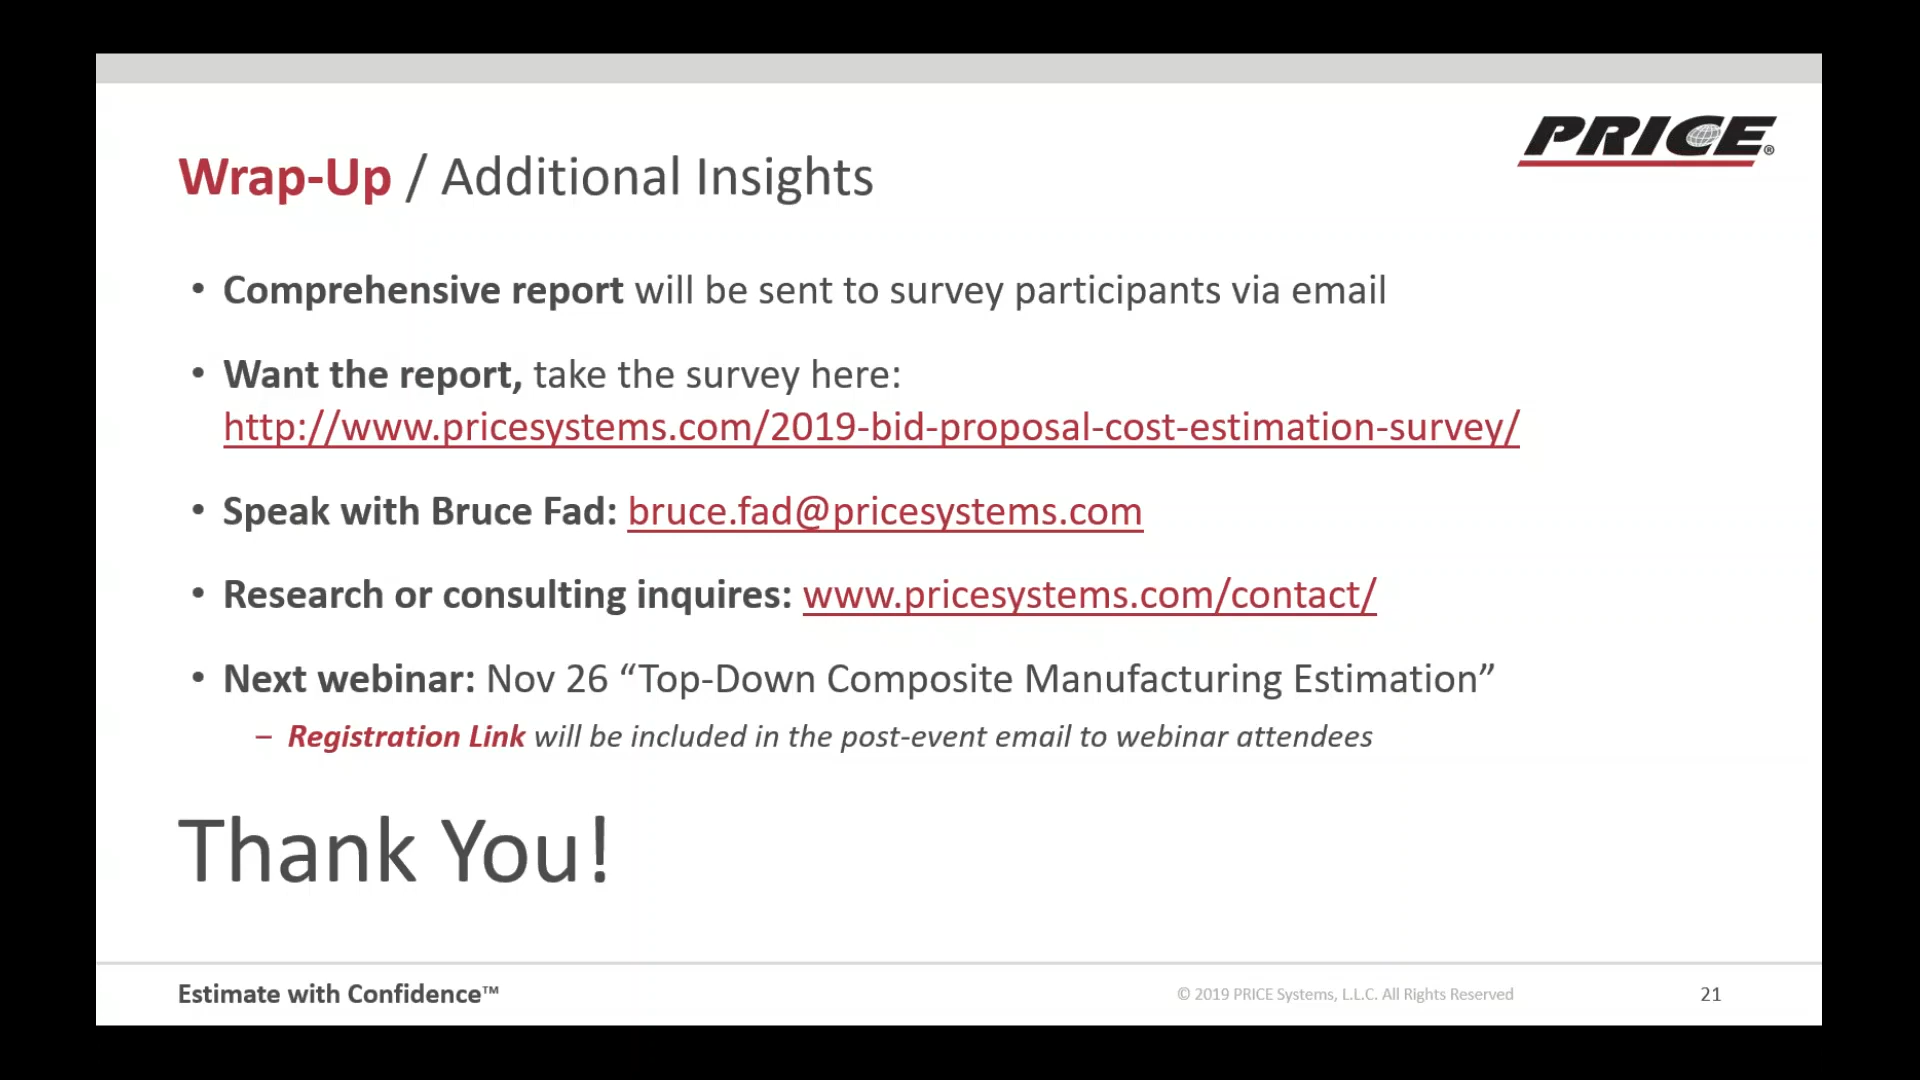 PRICE®
Wrap-Up / Additional Insights
• Comprehensive report will be sent to survey participants via email
• Want the report, take the survey here:
http://www.pricesystems.com/2019-bid-proposal-cost-estimation-survey/
• Speak with Bruce Fad: bruce.fad@pricesystems.com
• Research or consulting inquires: www.pricesystems.com/contact/
• Next webinar: Nov 26 “Top-Down Composite Manufacturing Estimation”
– Registration Link will be included in the post-event email to webinar attendees
Thank You!
Estimate with Confidence™
© 2019 PRICE Systems, L.L.C. All Rights Reserved
21